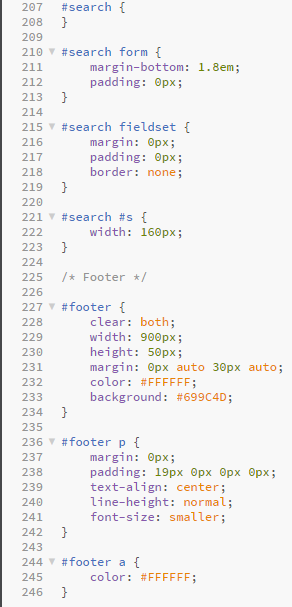 207 #search {
208 }
209
210 #search form {
211     margin-bottom: 1.8em;
212     padding: 0px;
213 }
214
215 #search fieldset {
216     margin: 0px;
217     padding: 0px;
218     border: none;
219 }
220
221 #search #s {
222     width: 160px;
223 }
224
225 /* Footer */
226
227 #footer {
228     clear: both;
229     width: 900px;
230     height: 50px;
231     margin: 0px auto 30px auto;
232     color: #FFFFFF;
233     background: #699C4D;
234 }
235
236 #footer p {
237     margin: 0px;
238     padding: 19px 0px 0px 0px;
239     text-align: center;
240     line-height: normal;
241     font-size: smaller;
242 }
243
244 #footer a {
245     color: #FFFFFF;
246 }